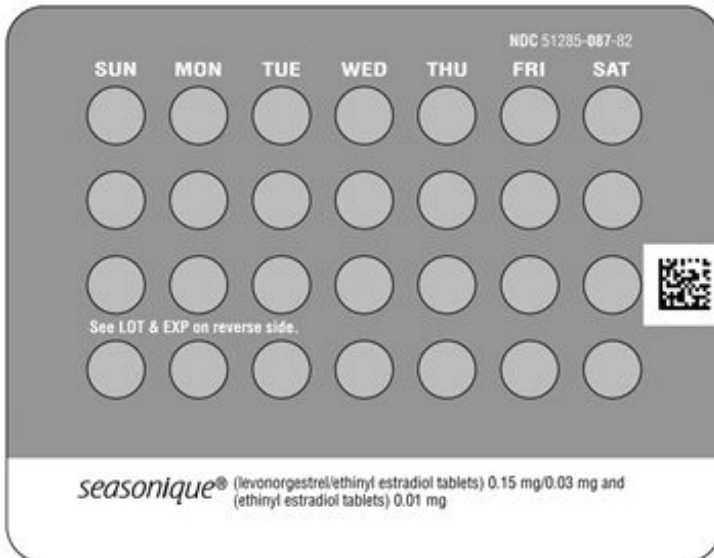 NDC 51285-087-82
SUN MON TUE WED THU FRI SAT
See LOT & EXP on reverse side.
seasonique® (levonorgestrel/ethinyl estradiol tablets) 0.15 mg/0.03 mg and
(ethinyl estradiol tablets) 0.01 mg